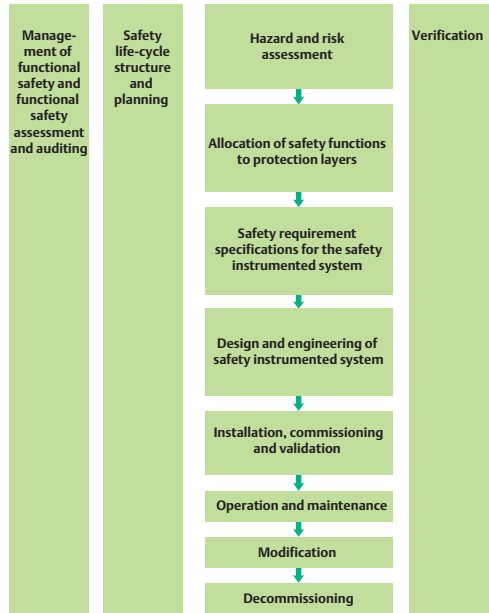 Manage-
ment of
functional
safety and
functional
safety
assessment
and auditing
Safety
life-cycle
structure
and
planning
Hazard and risk
assessment
Allocation of safety functions
to protection layers
Safety requirement
specifications for the safety
instrumented system
Design and engineering of
safety instrumented system
Installation, commissioning
and validation
Operation and maintenance
Modification
Decommissioning
Verification